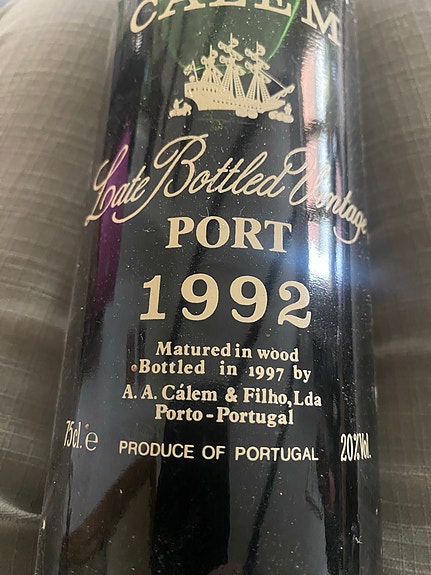 CÁLEM
Late Bottled Vintage
PORT
1992
Matured in wood
Bottled in 1997 by
A. A. Cálem & Filho, Lda
Porto - Portugal
75cl. e
PRODUCE OF PORTUGAL
20%Vol.